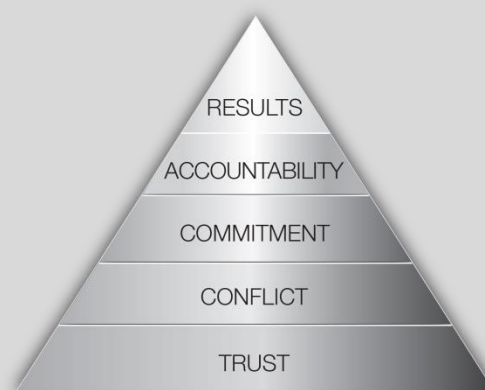 RESULTS
ACCOUNTABILITY
COMMITMENT
CONFLICT
TRUST